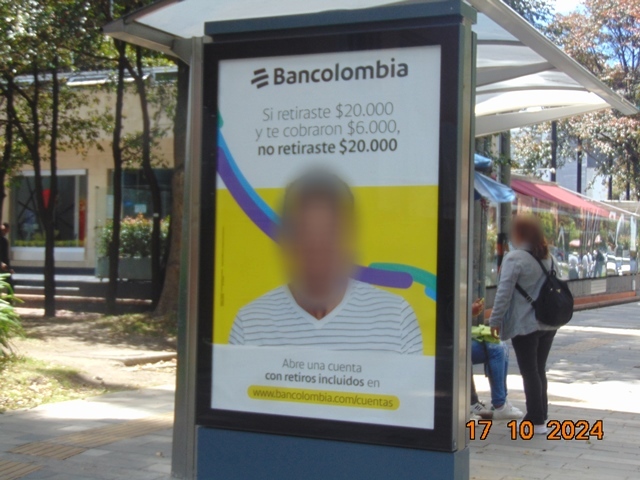 Bancolombia
Si retiraste $20.000
y te cobraron $6.000,
no retiraste $20.000
Abre una cuenta
con retiros incluidos en
www.bancolombia.com/cuentas
17 10 2024